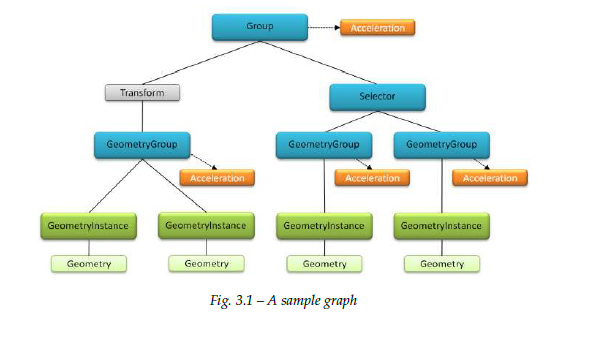 Group
Acceleration
Transform
Selector
GeometryGroup
GeometryGroup
GeometryGroup
Acceleration
Acceleration
Acceleration
GeometryInstance
GeometryInstance
GeometryInstance
GeometryInstance
Geometry
Geometry
Geometry
Geometry
Fig. 3.1 – A sample graph